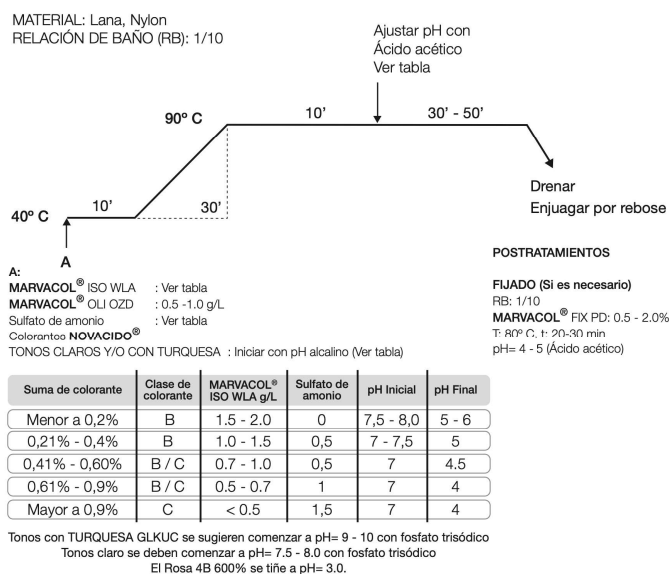 MATERIAL: Lana, Nylon
RELACIÓN DE BAÑO (RB): 1/10
Ajustar pH con
Ácido acético
Ver tabla
90º C
10’
30’ - 50’
40º C
10’
30’
Drenar
Enjuagar por rebose
A
A:
MARVACOL® ISO WLA : Ver tabla
MARVACOL® OLI OZD : 0.5 -1.0 g/L
Sulfato de amonio : Ver tabla
Colorantes NOVACIDO®
TONOS CLAROS Y/O CON TURQUESA : Iniciar con pH alcalino (Ver tabla)
POSTRATAMIENTOS
FIJADO (Si es necesario)
RB: 1/10
MARVACOL® FIX PD: 0.5 - 2.0%
T: 80º C, t: 20-30 min
pH= 4 - 5 (Ácido acético)
Suma de colorante | Clase de colorante | MARVACOL® ISO WLA g/L | Sulfato de amonio | pH Inicial | pH Final
Menor a 0,2% | B | 1.5 - 2.0 | 0 | 7,5 - 8,0 | 5 - 6
0,21% - 0,4% | B | 1.0 - 1.5 | 0,5 | 7 - 7,5 | 5
0,41% - 0,60% | B / C | 0.7 - 1.0 | 0,5 | 7 | 4.5
0,61% - 0,9% | B / C | 0.5 - 0.7 | 1 | 7 | 4
Mayor a 0,9% | C | < 0.5 | 1,5 | 7 | 4
Tonos con TURQUESA GLKUC se sugieren comenzar a pH= 9 - 10 con fosfato trisódico
Tonos claro se deben comenzar a pH= 7.5 - 8.0 con fosfato trisódico
El Rosa 4B 600% se tiñe a pH= 3.0.